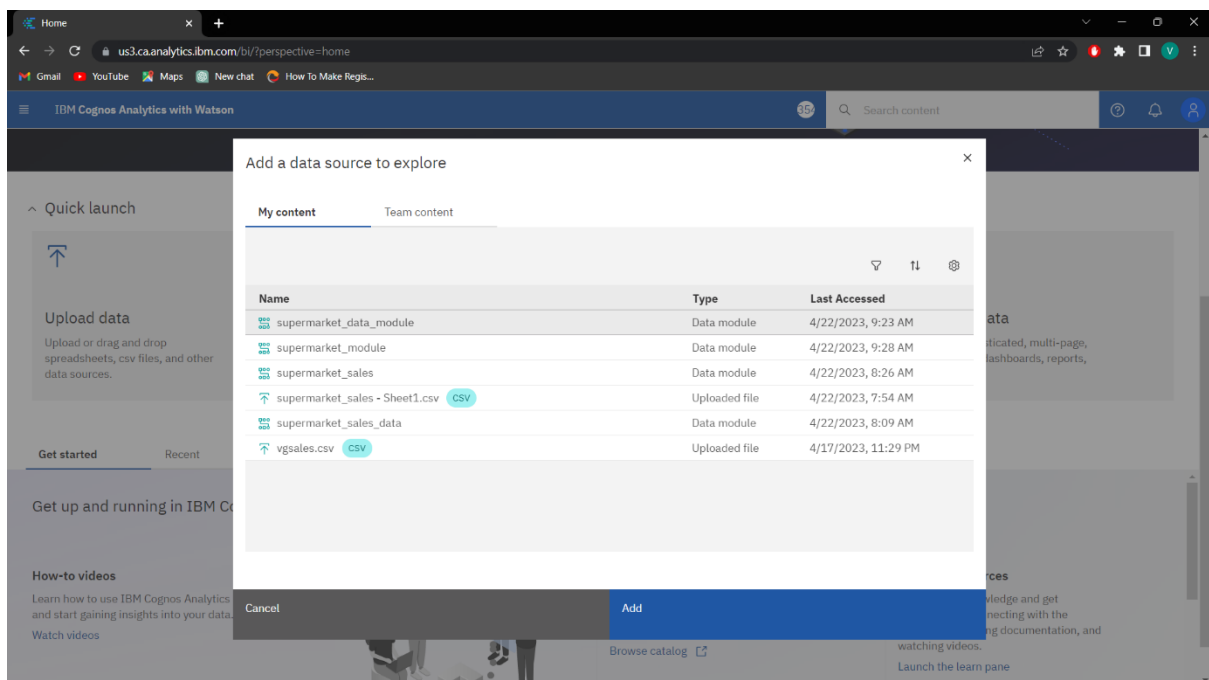 Home
us3.ca.analytics.ibm.com/bi/?perspective=home
Gmail YouTube Maps New chat How To Make Regis...
IBM Cognos Analytics with Watson
354
Search content
Add a data source to explore
My content Team content
Quick launch
Upload data
Upload or drag and drop
spreadsheets, csv files, and other
data sources.
Name Type Last Accessed
supermarket_data_module Data module 4/22/2023, 9:23 AM
supermarket_module Data module 4/22/2023, 9:28 AM
supermarket_sales Data module 4/22/2023, 8:26 AM
supermarket_sales - Sheet1.csv CSV Uploaded file 4/22/2023, 7:54 AM
supermarket_sales_data Data module 4/22/2023, 8:09 AM
vgsales.csv CSV Uploaded file 4/17/2023, 11:29 PM
ata
sticated, multi-page,
dashboards, reports,
Get started Recent
Get up and running in IBM Co
How-to videos
Learn how to use IBM Cognos Analytics
and start gaining insights into your data.
Watch videos
Cancel Add
Browse catalog
rces
wledge and get
necting with the
ng documentation, and
watching videos.
Launch the learn pane
V